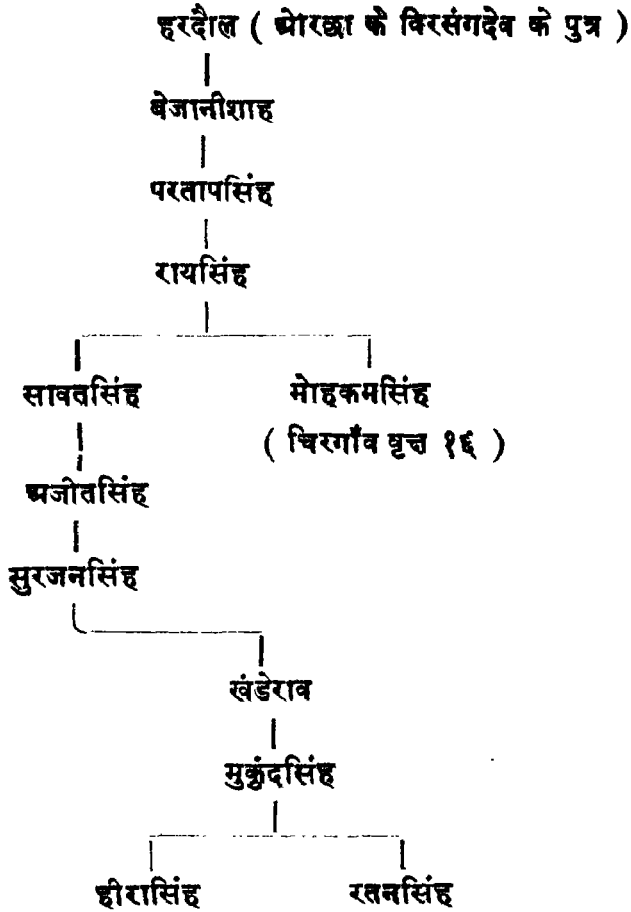 हरदौल ( ओरछा के विरसंगदेव के पुत्र )
बेजानीशाह
परतापसिंह
रायसिंह
सावतसिंह मोहकमसिंह
( चिरगाँव वृत्त १६ )
अजीतसिंह
सुरजनसिंह
खंडेराव
मुकुंदसिंह
हीरासिंह रतनसिंह